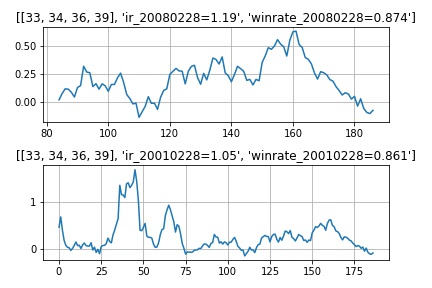 [[33, 34, 36, 39], 'ir_20080228=1.19', 'winrate_20080228=0.874']
0.50
0.25
0.00
80 100 120 140 160 180
[[33, 34, 36, 39], 'ir_20010228=1.05', 'winrate_20010228=0.861']
1
0
0 25 50 75 100 125 150 175